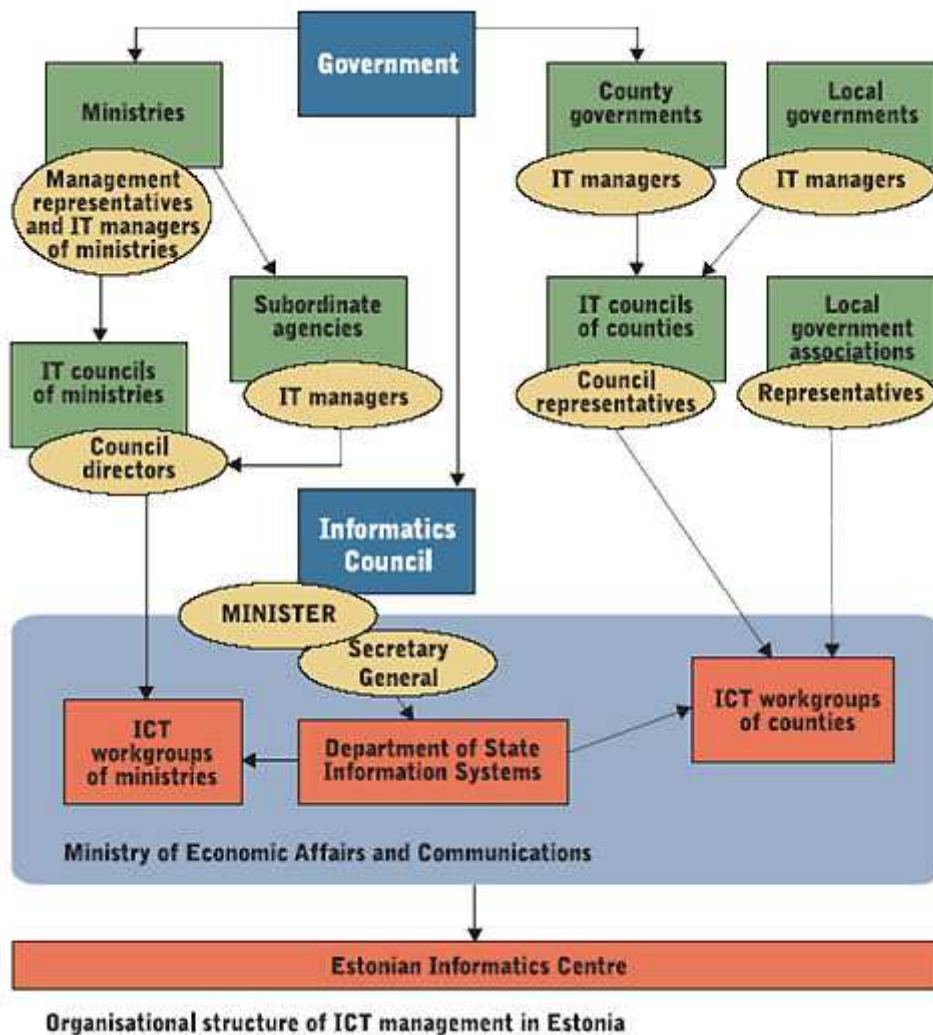 Government
Ministries
County
governments
Local
governments
Management
representatives
and IT managers
of ministries
IT managers
IT managers
Subordinate
agencies
IT councils
of counties
Local
government
associations
IT councils
of ministries
IT managers
Council
representatives
Representatives
Council
directors
Informatics
Council
MINISTER
Secretary
General
ICT
workgroups
of ministries
Department of State
Information Systems
ICT workgroups
of counties
Ministry of Economic Affairs and Communications
Estonian Informatics Centre
Organisational structure of ICT management in Estonia